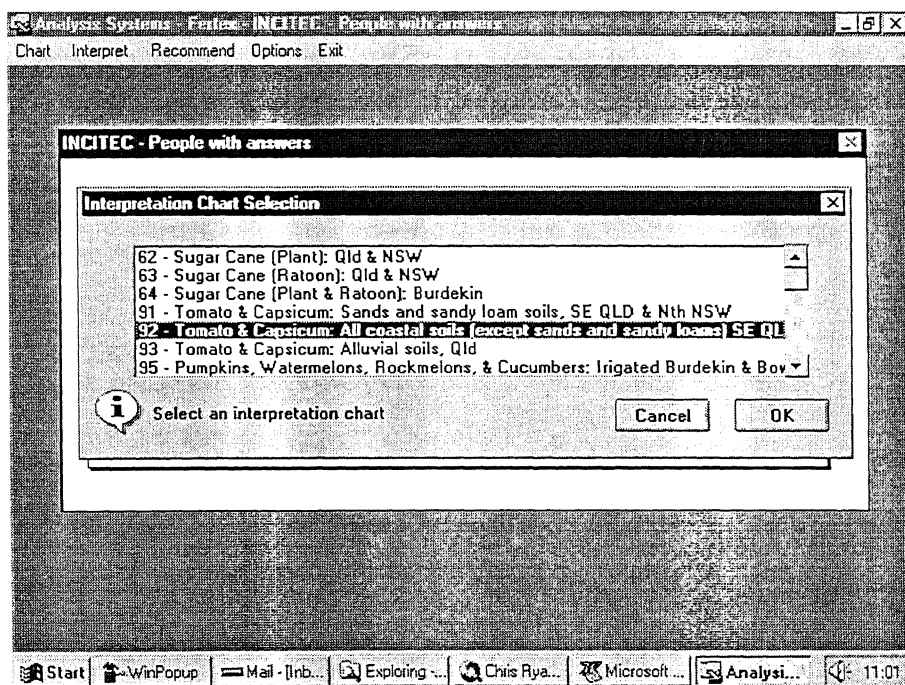 Analysis Systems - Fertex - INCITEC - People with answers
Chart Interpret Recommend Options Exit
INCITEC - People with answers
Interpretation Chart Selection
62 - Sugar Cane (Plant): Qld & NSW
63 - Sugar Cane (Ratoon): Qld & NSW
64 - Sugar Cane (Plant & Ratoon): Burdekin
91 - Tomato & Capsicum: Sands and sandy loam soils, SE QLD & Nth NSW
92 - Tomato & Capsicum: All coastal soils (except sands and sandy loams) SE QL
93 - Tomato & Capsicum: Alluvial soils, Qld
95 - Pumpkins, Watermelons, Rockmelons, & Cucumbers: Irigated Burdekin & Bow
Select an interpretation chart
Cancel OK
Start WinPopup Mail - [Inb... Exploring -... Chris Rya... Microsoft ... Analysi... 11:01